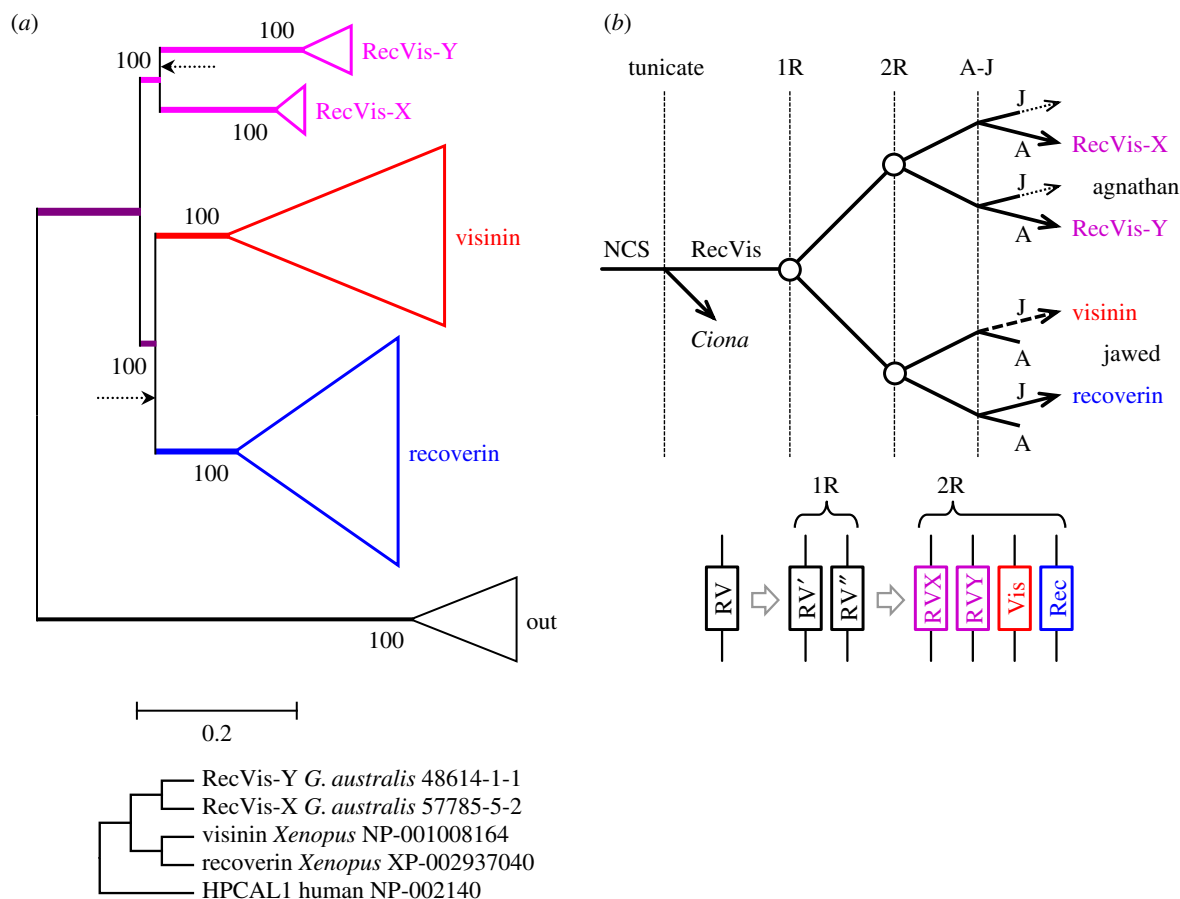 (a)
100
RecVis-Y
100
RecVis-X
100
100
visinin
100
recoverin
100
out
100
0.2
RecVis-Y G. australis 48614-1-1
RecVis-X G. australis 57785-5-2
visinin Xenopus NP-001008164
recoverin Xenopus XP-002937040
HPCAL1 human NP-002140
(b)
tunicate 1R 2R A-J
J
A RecVis-X
J agnathan
A RecVis-Y
NCS RecVis
Ciona
J visinin
A jawed
J recoverin
A
1R 2R
RV RV′ RV″ RVX RVY Vis Rec